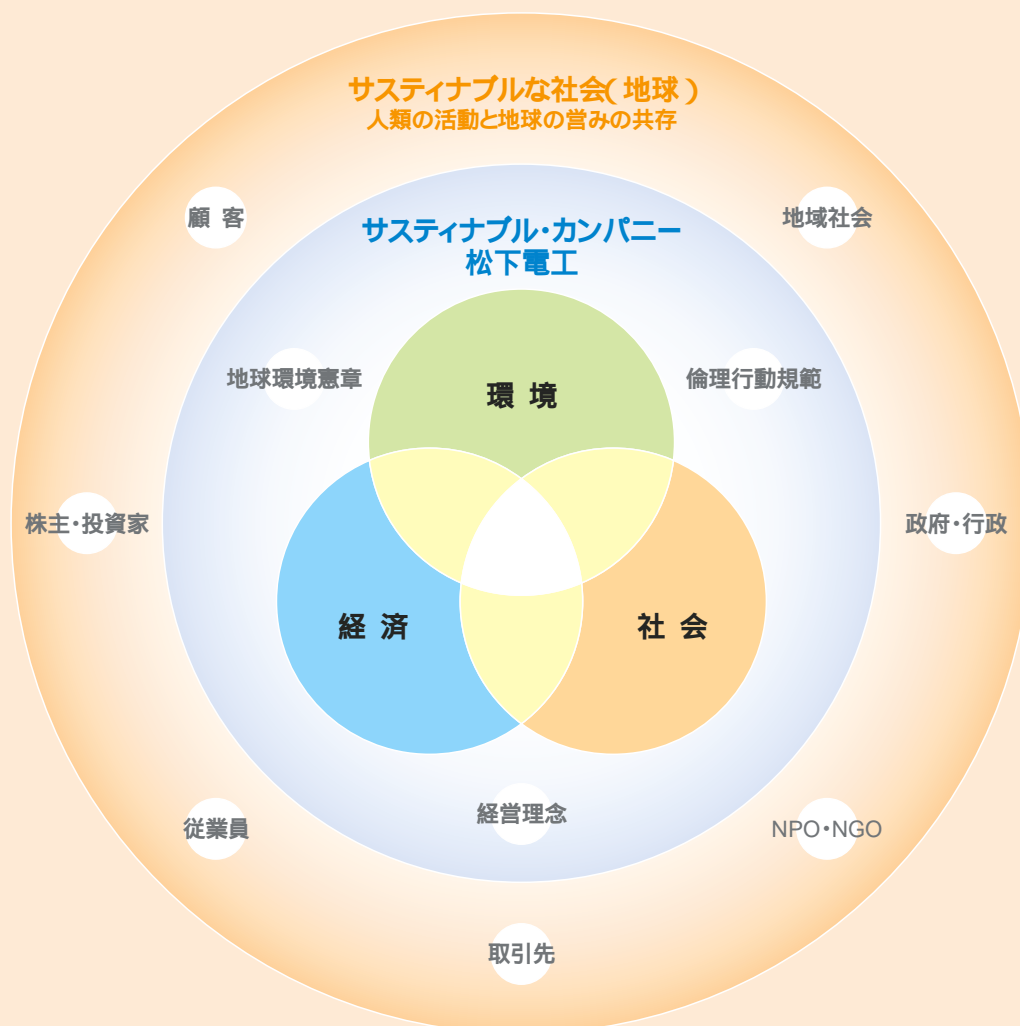 サスティナブルな社会(地球)
人類の活動と地球の営みの共存
顧 客
地域社会
サスティナブル・カンパニー
松下電工
地球環境憲章
倫理行動規範
環 境
株主・投資家
政府・行政
経 済
社 会
経営理念
従業員
NPO・NGO
取引先